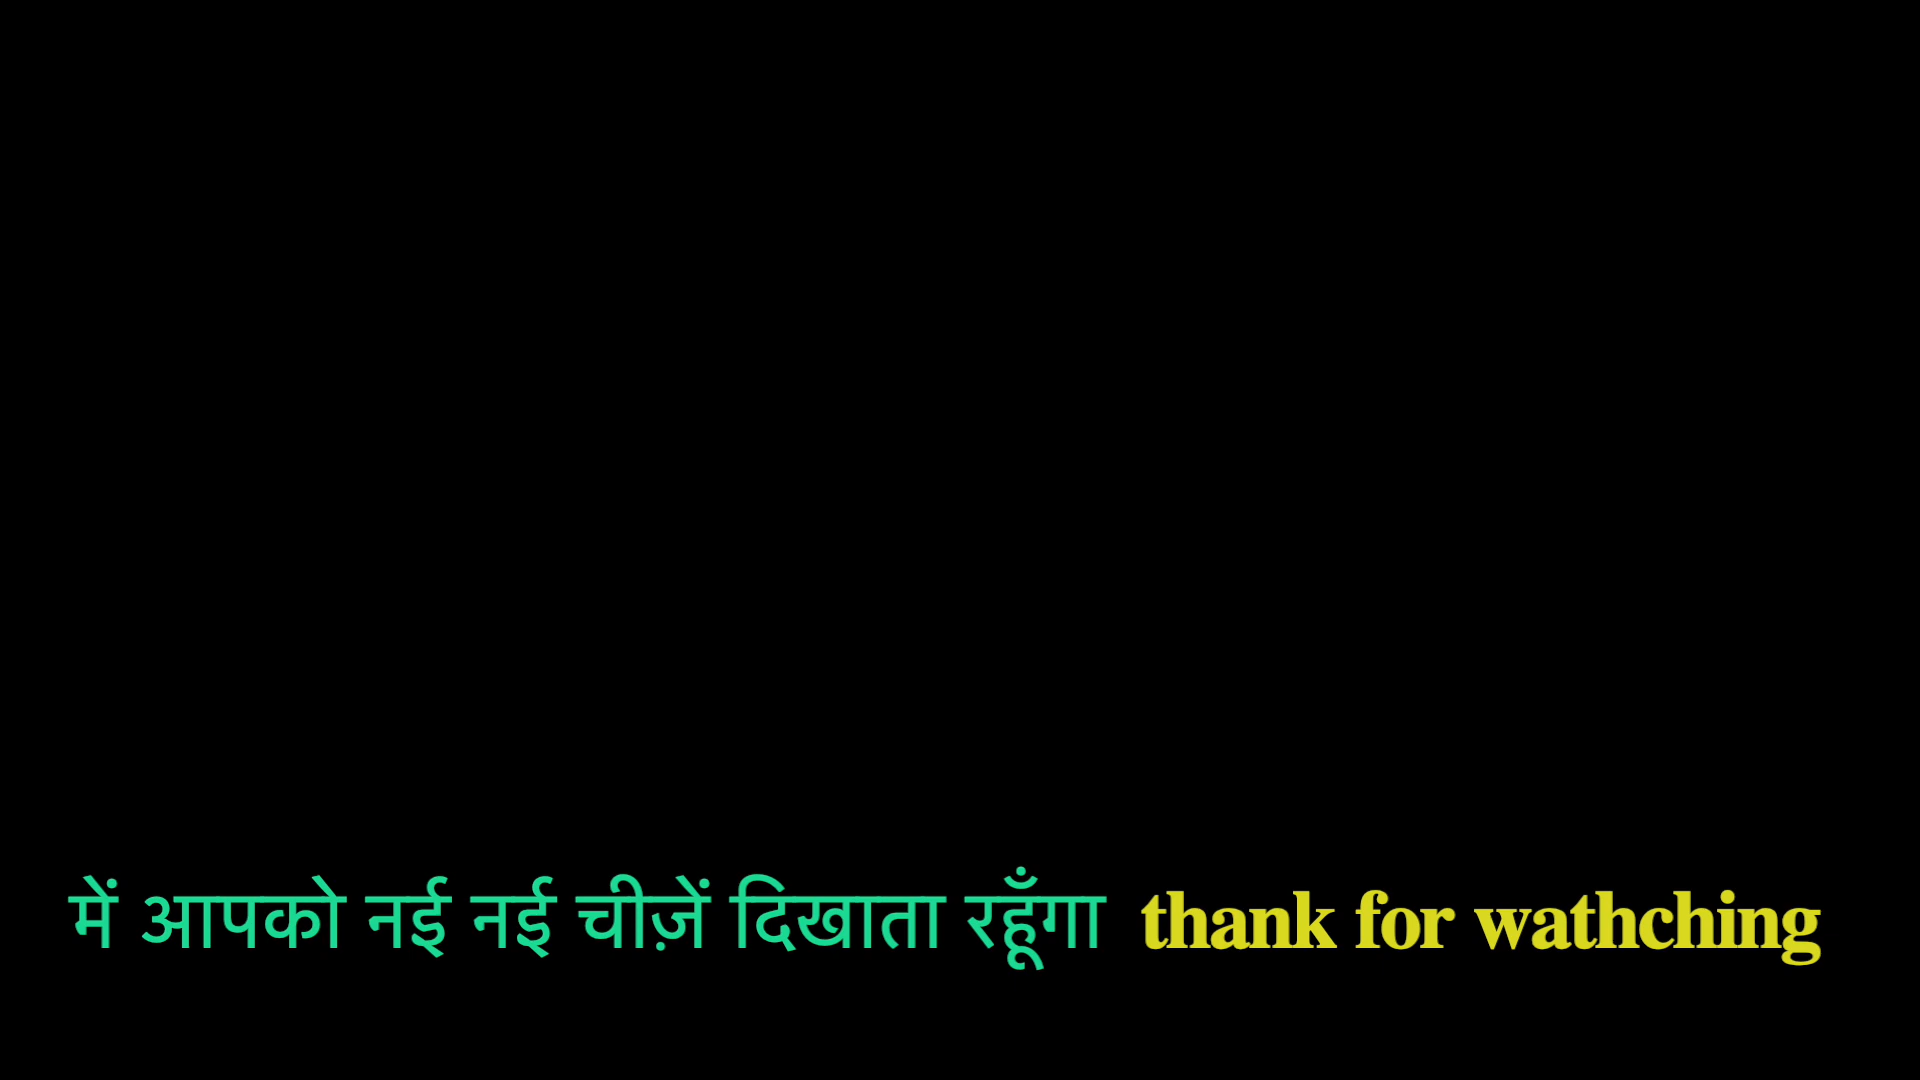 में आपको नई नई चीज़ें दिखाता रहूँगा thank for wathching